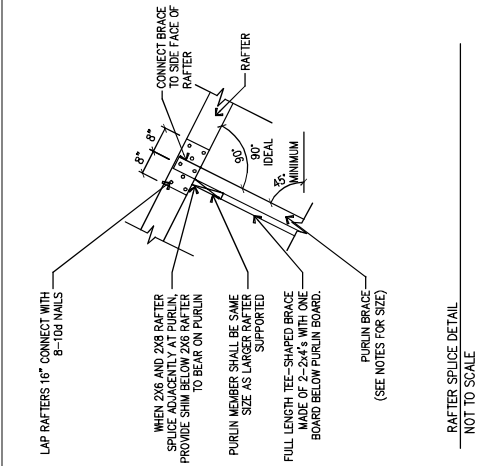 LAP RAFTERS 16" CONNECT WITH
8-10d NAILS
WHEN 2X6 AND 2X8 RAFTER
SPLICE ADJACENTLY AT PURLIN,
PROVIDE SHIM BELOW 2X6 RAFTER
TO BEAR ON PURLIN
PURLIN MEMBER SHALL BE SAME
SIZE AS LARGER RAFTER
SUPPORTED
FULL LENGTH TEE-SHAPED BRACE
MADE OF 2-2x4's WITH ONE
BOARD BELOW PURLIN BOARD.
PURLIN BRACE
(SEE NOTES FOR SIZE)
8"
8"
CONNECT BRACE
TO SIDE FACE OF
RAFTER
RAFTER
90°
90°
IDEAL
45°
MINIMUM
RAFTER SPLICE DETAIL
NOT TO SCALE